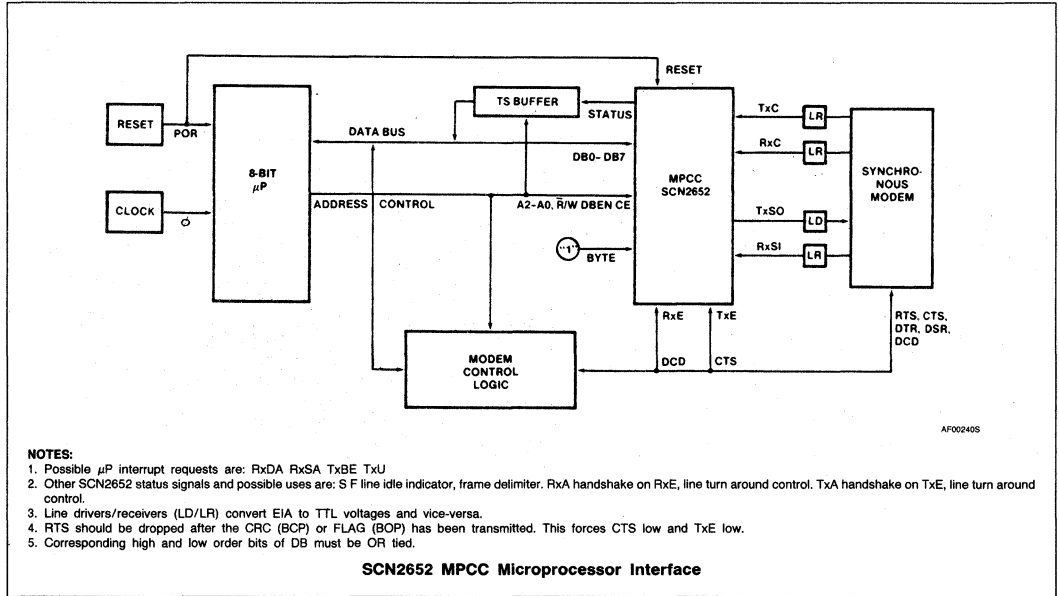 RESET
TS BUFFER
STATUS
RESET
POR
DATA BUS
DB0-DB7
8-BIT
μP
MPCC
SCN2652
TxC
LR
RxC
LR
SYNCHRO-
NOUS
MODEM
CLOCK
ϕ
ADDRESS
CONTROL
A2-A0, R̅/W DBEN CE
TxSO
LD
RxSI
LR
"1"
BYTE
RxE
TxE
RTS, CTS,
DTR, DSR,
DCD
MODEM
CONTROL
LOGIC
DCD
CTS
AF00240S
NOTES:
1. Possible μP interrupt requests are: RxDA RxSA TxBE TxU
2. Other SCN2652 status signals and possible uses are: S F line idle indicator, frame delimiter. RxA handshake on RxE, line turn around control. TxA handshake on TxE, line turn around
control.
3. Line drivers/receivers (LD/LR) convert EIA to TTL voltages and vice-versa.
4. RTS should be dropped after the CRC (BCP) or FLAG (BOP) has been transmitted. This forces CTS low and TxE low.
5. Corresponding high and low order bits of DB must be OR tied.
SCN2652 MPCC Microprocessor Interface